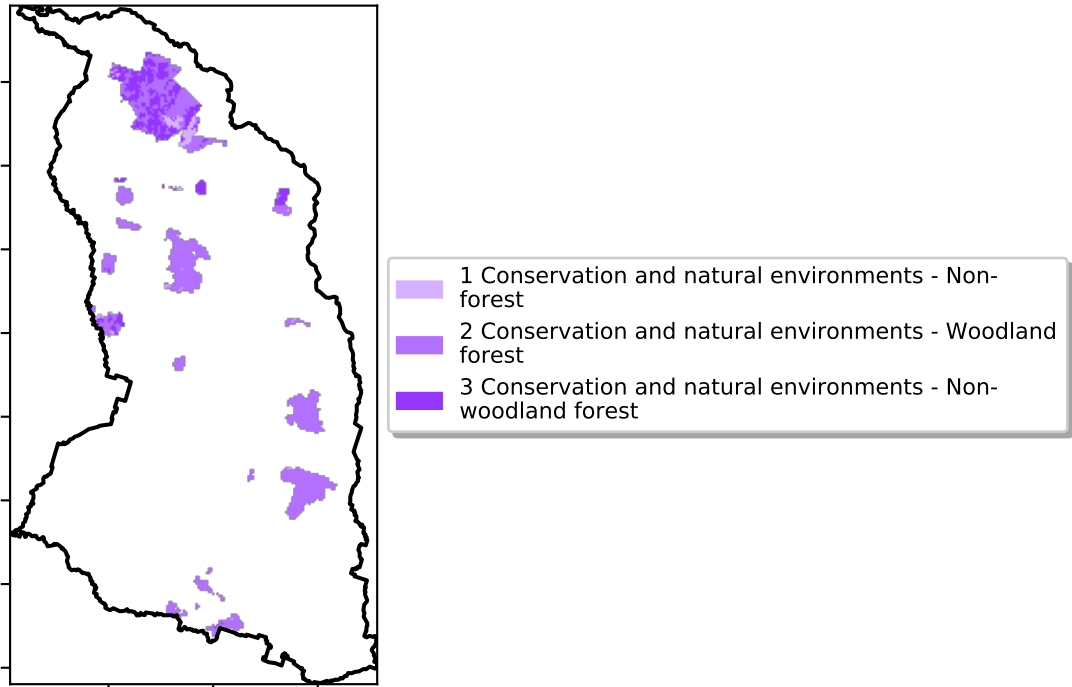 1 Conservation and natural environments - Non-
forest
2 Conservation and natural environments - Woodland
forest
3 Conservation and natural environments - Non-
woodland forest